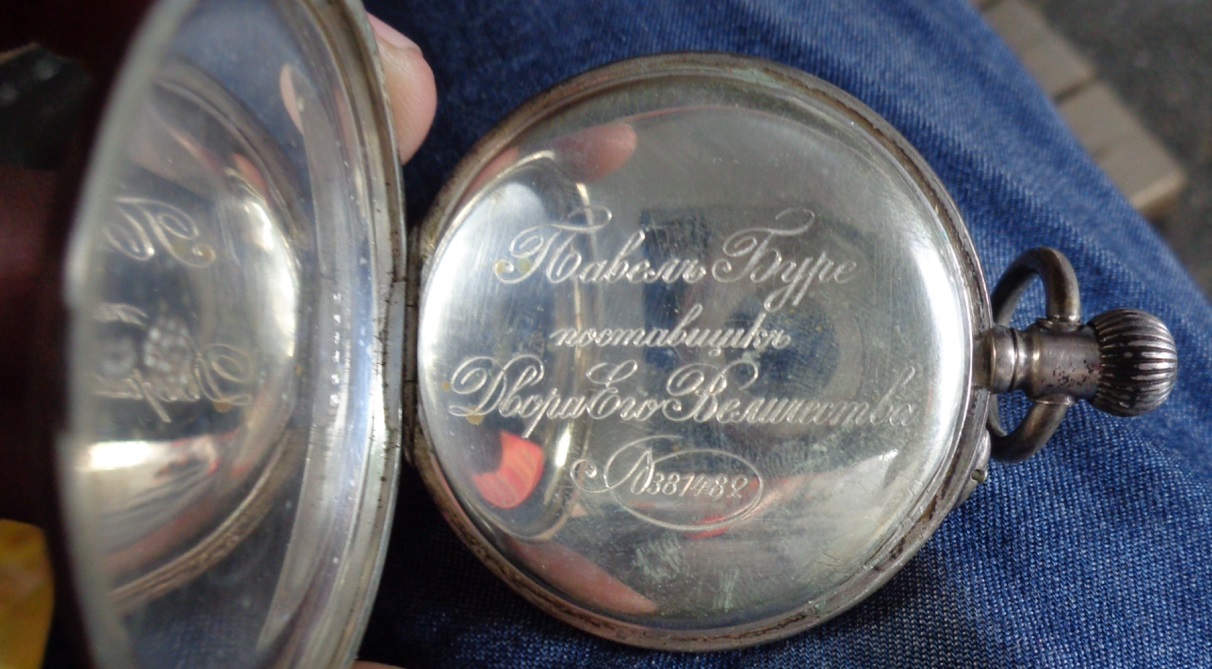 Павелъ Буре
поставщикъ
Двора Его Величества
№381482